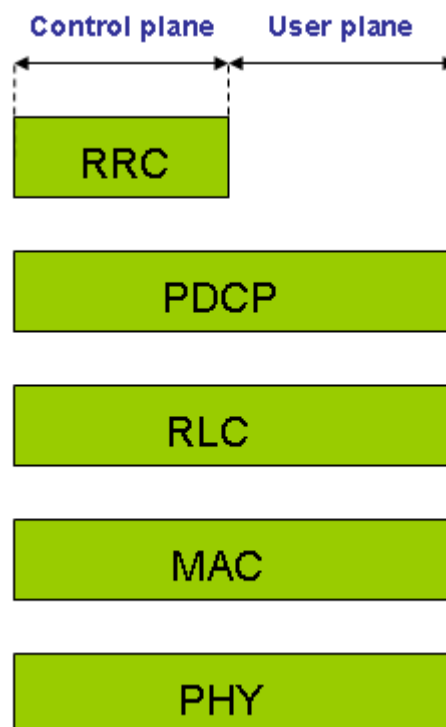 Control plane
User plane
RRC
PDCP
RLC
MAC
PHY